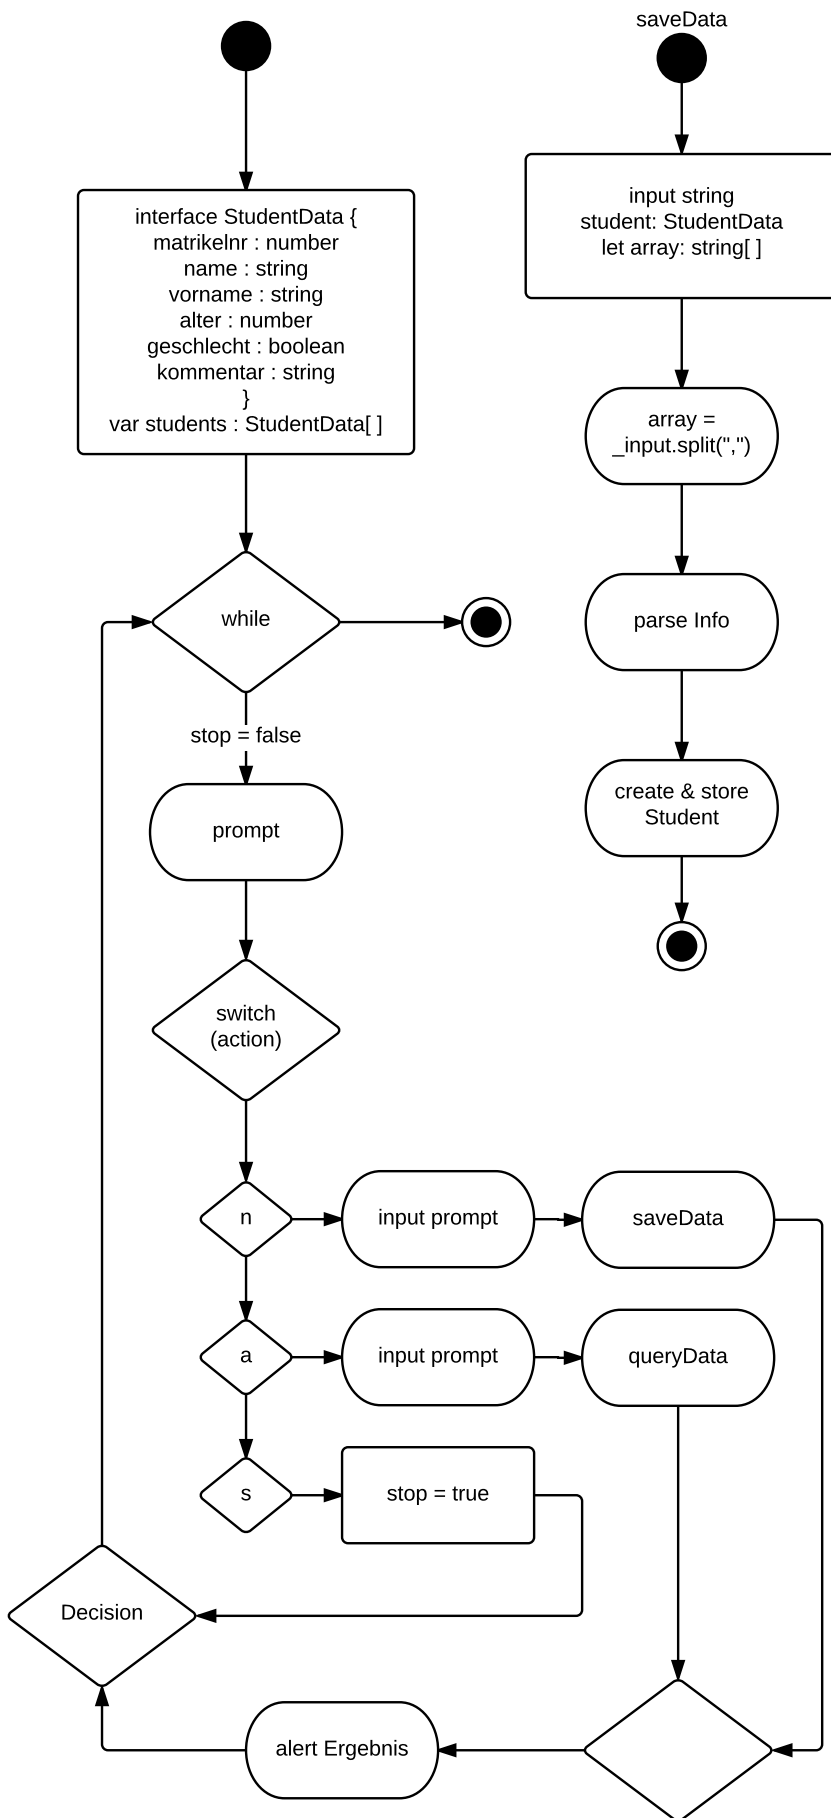 saveData
interface StudentData {
matrikelnr : number
name : string
vorname : string
alter : number
geschlecht : boolean
kommentar : string
}
var students : StudentData[ ]
input string
student: StudentData
let array: string[ ]
array =
_input.split(",")
while
parse Info
stop = false
create & store
Student
prompt
switch
(action)
n
input prompt
saveData
a
input prompt
queryData
s
stop = true
Decision
alert Ergebnis